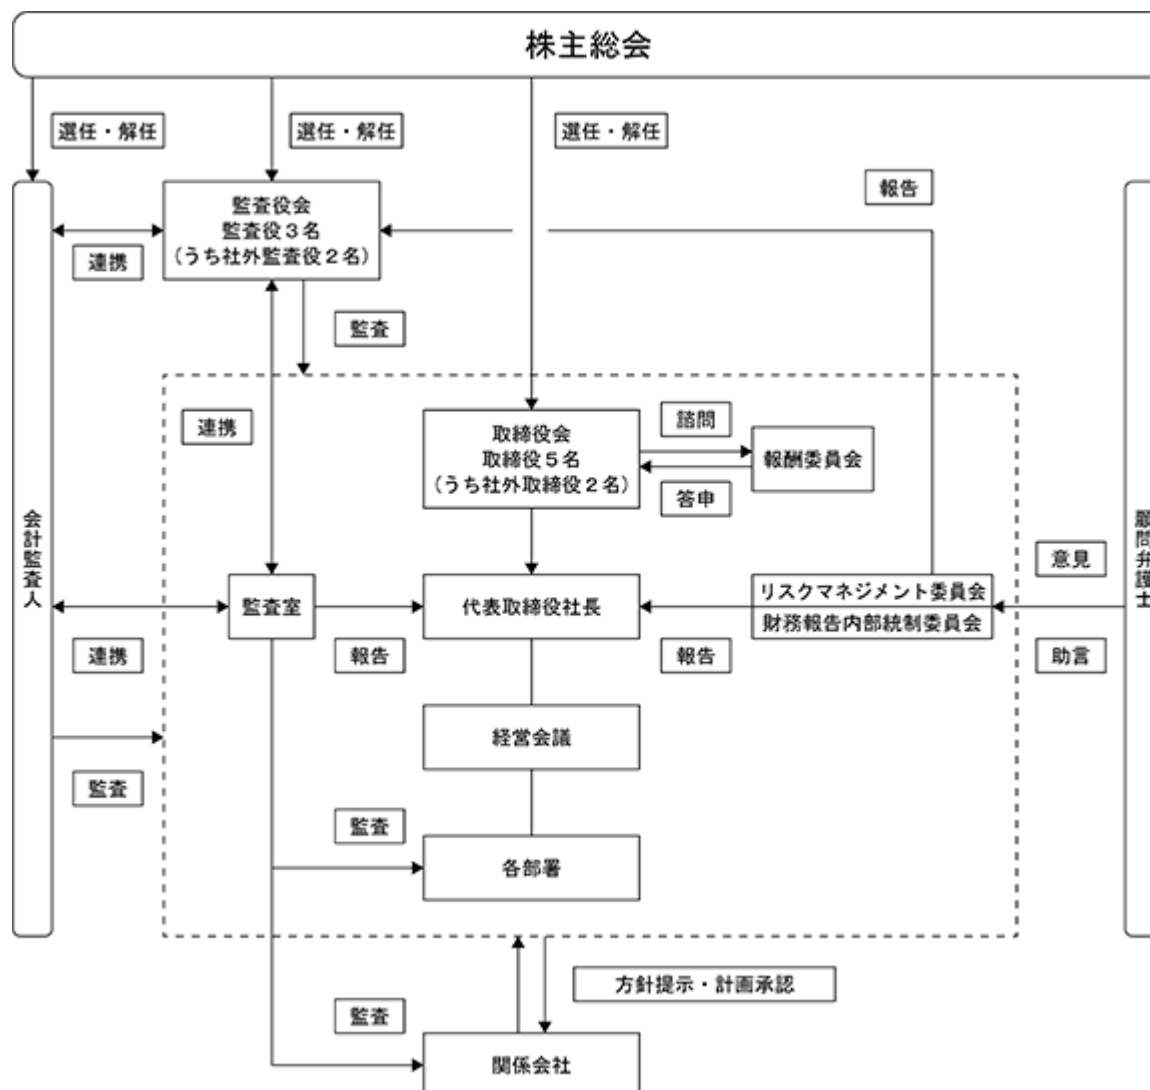 株主総会
選任・解任
選任・解任
選任・解任
報告
監査役会
監査役3名
(うち社外監査役2名)
連携
監査
連携
取締役会
取締役5名
(うち社外取締役2名)
諮問
報酬委員会
答申
会計監査人
顧問弁護士
意見
監査室
代表取締役社長
リスクマネジメント委員会
財務報告内部統制委員会
連携
報告
報告
助言
経営会議
監査
監査
各部署
方針提示・計画承認
監査
関係会社